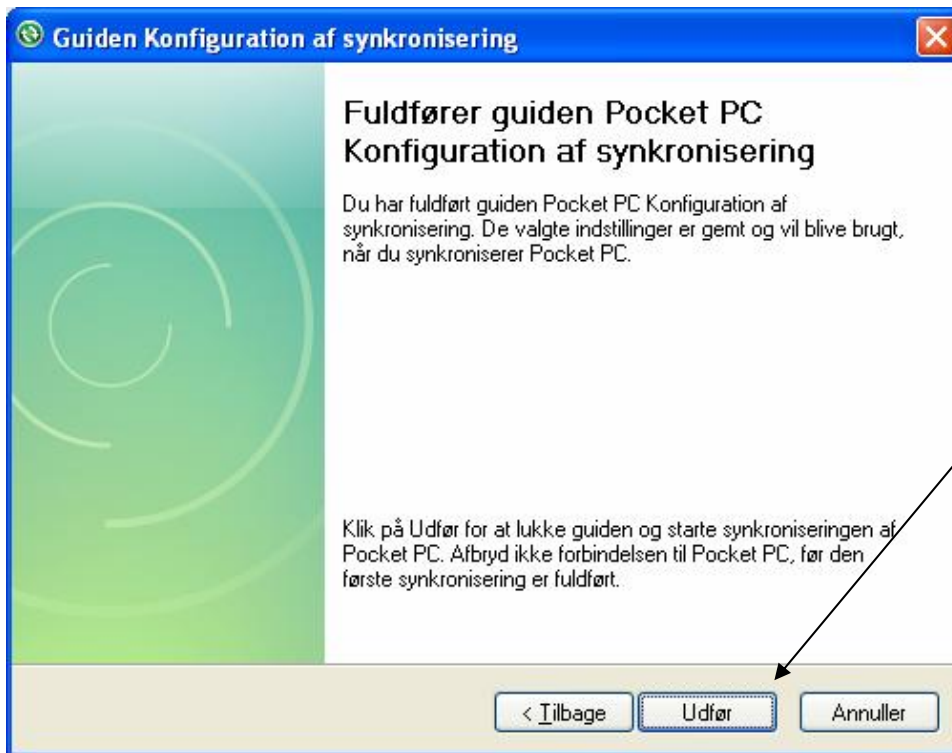 Guiden Konfiguration af synkronisering
Fuldfører guiden Pocket PC
Konfiguration af synkronisering
Du har fuldført guiden Pocket PC Konfiguration af
synkronisering. De valgte indstillinger er gemt og vil blive brugt,
når du synkroniserer Pocket PC.
Klik på Udfør for at lukke guiden og starte synkroniseringen af
Pocket PC. Afbryd ikke forbindelsen til Pocket PC, før den
første synkronisering er fuldført.
< Tilbage Udfør Annuller